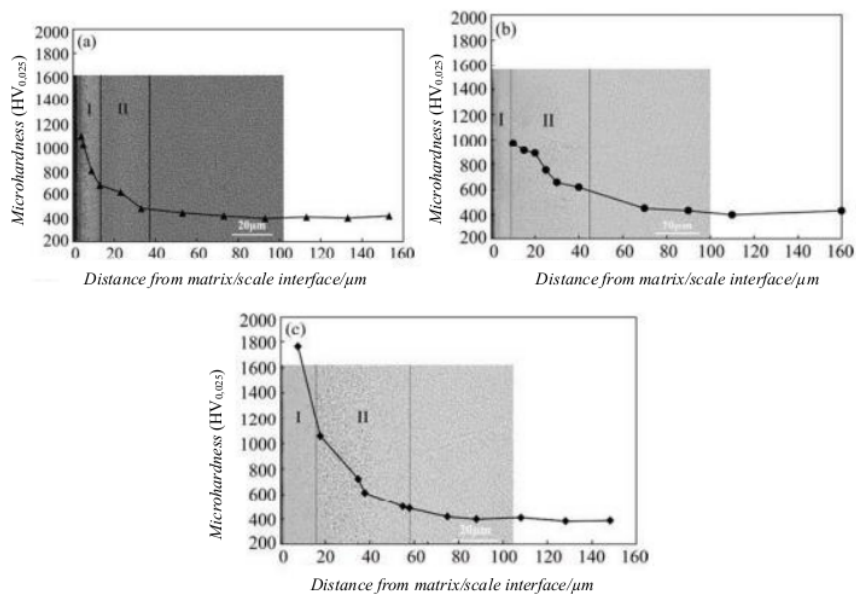 (a)
Microhardness (HV0,025)
2000
1800
1600
1400
1200
1000
800
600
400
200
I
II
20μm
0 20 40 60 80 100 120 140 160
Distance from matrix/scale interface/μm
(b)
Microhardness (HV0,025)
2000
1800
1600
1400
1200
1000
800
600
400
200
I
II
0 20 40 60 80 100 120 140 160
Distance from matrix/scale interface/μm
(c)
Microhardness (HV0,025)
2000
1800
1600
1400
1200
1000
800
600
400
200
I
II
20μm
0 20 40 60 80 100 120 140 160
Distance from matrix/scale interface/μm